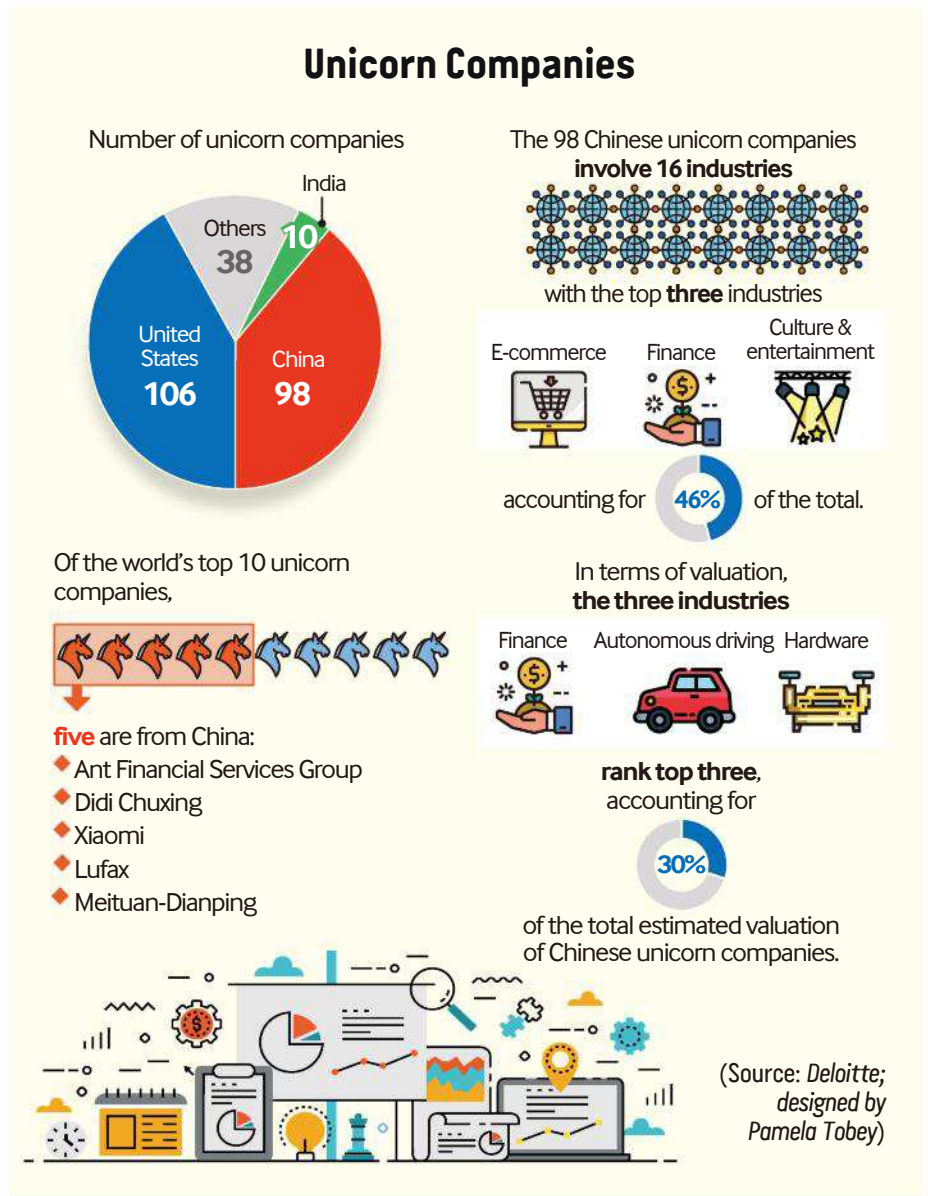 Unicorn Companies
Number of unicorn companies
India
10
Others
38
United
States
106
China
98
Of the world's top 10 unicorn
companies,
five are from China:
Ant Financial Services Group
Didi Chuxing
Xiaomi
Lufax
Meituan-Dianping
The 98 Chinese unicorn companies
involve 16 industries
with the top three industries
E-commerce
Finance
Culture &
entertainment
accounting for 46% of the total.
In terms of valuation,
the three industries
Finance
Autonomous driving
Hardware
rank top three,
accounting for
30%
of the total estimated valuation
of Chinese unicorn companies.
(Source: Deloitte;
designed by
Pamela Tobey)